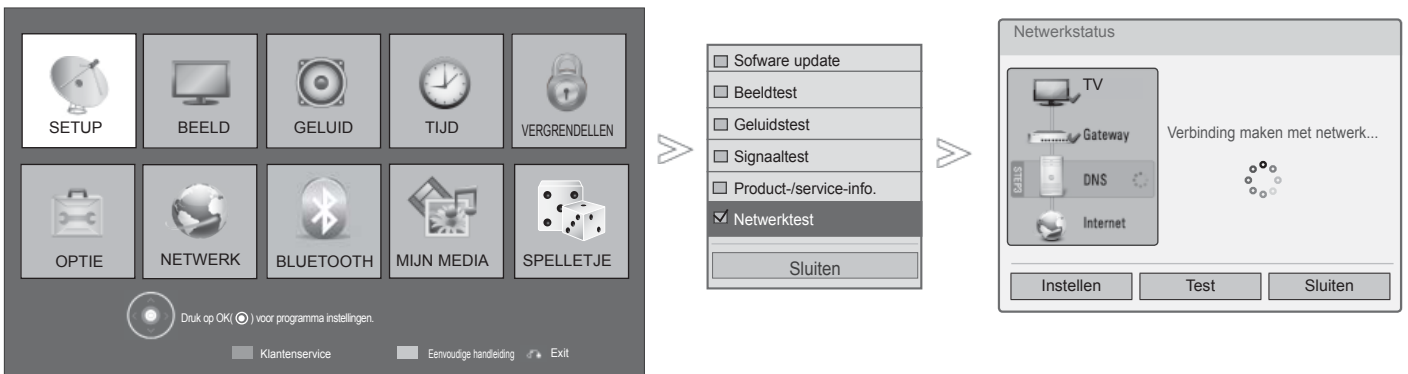 SETUP BEELD GELUID TIJD VERGRENDELLEN
OPTIE NETWERK BLUETOOTH MIJN MEDIA SPELLETJE
Druk op OK( ) voor programma instellingen.
Klantenservice Eenvoudige handleiding Exit
Sofware update
Beeldtest
Geluidstest
Signaaltest
Product-/service-info.
Netwerktest
Sluiten
Netwerkstatus
TV
Gateway
STEP3
DNS
Internet
Verbinding maken met netwerk...
Instellen Test Sluiten